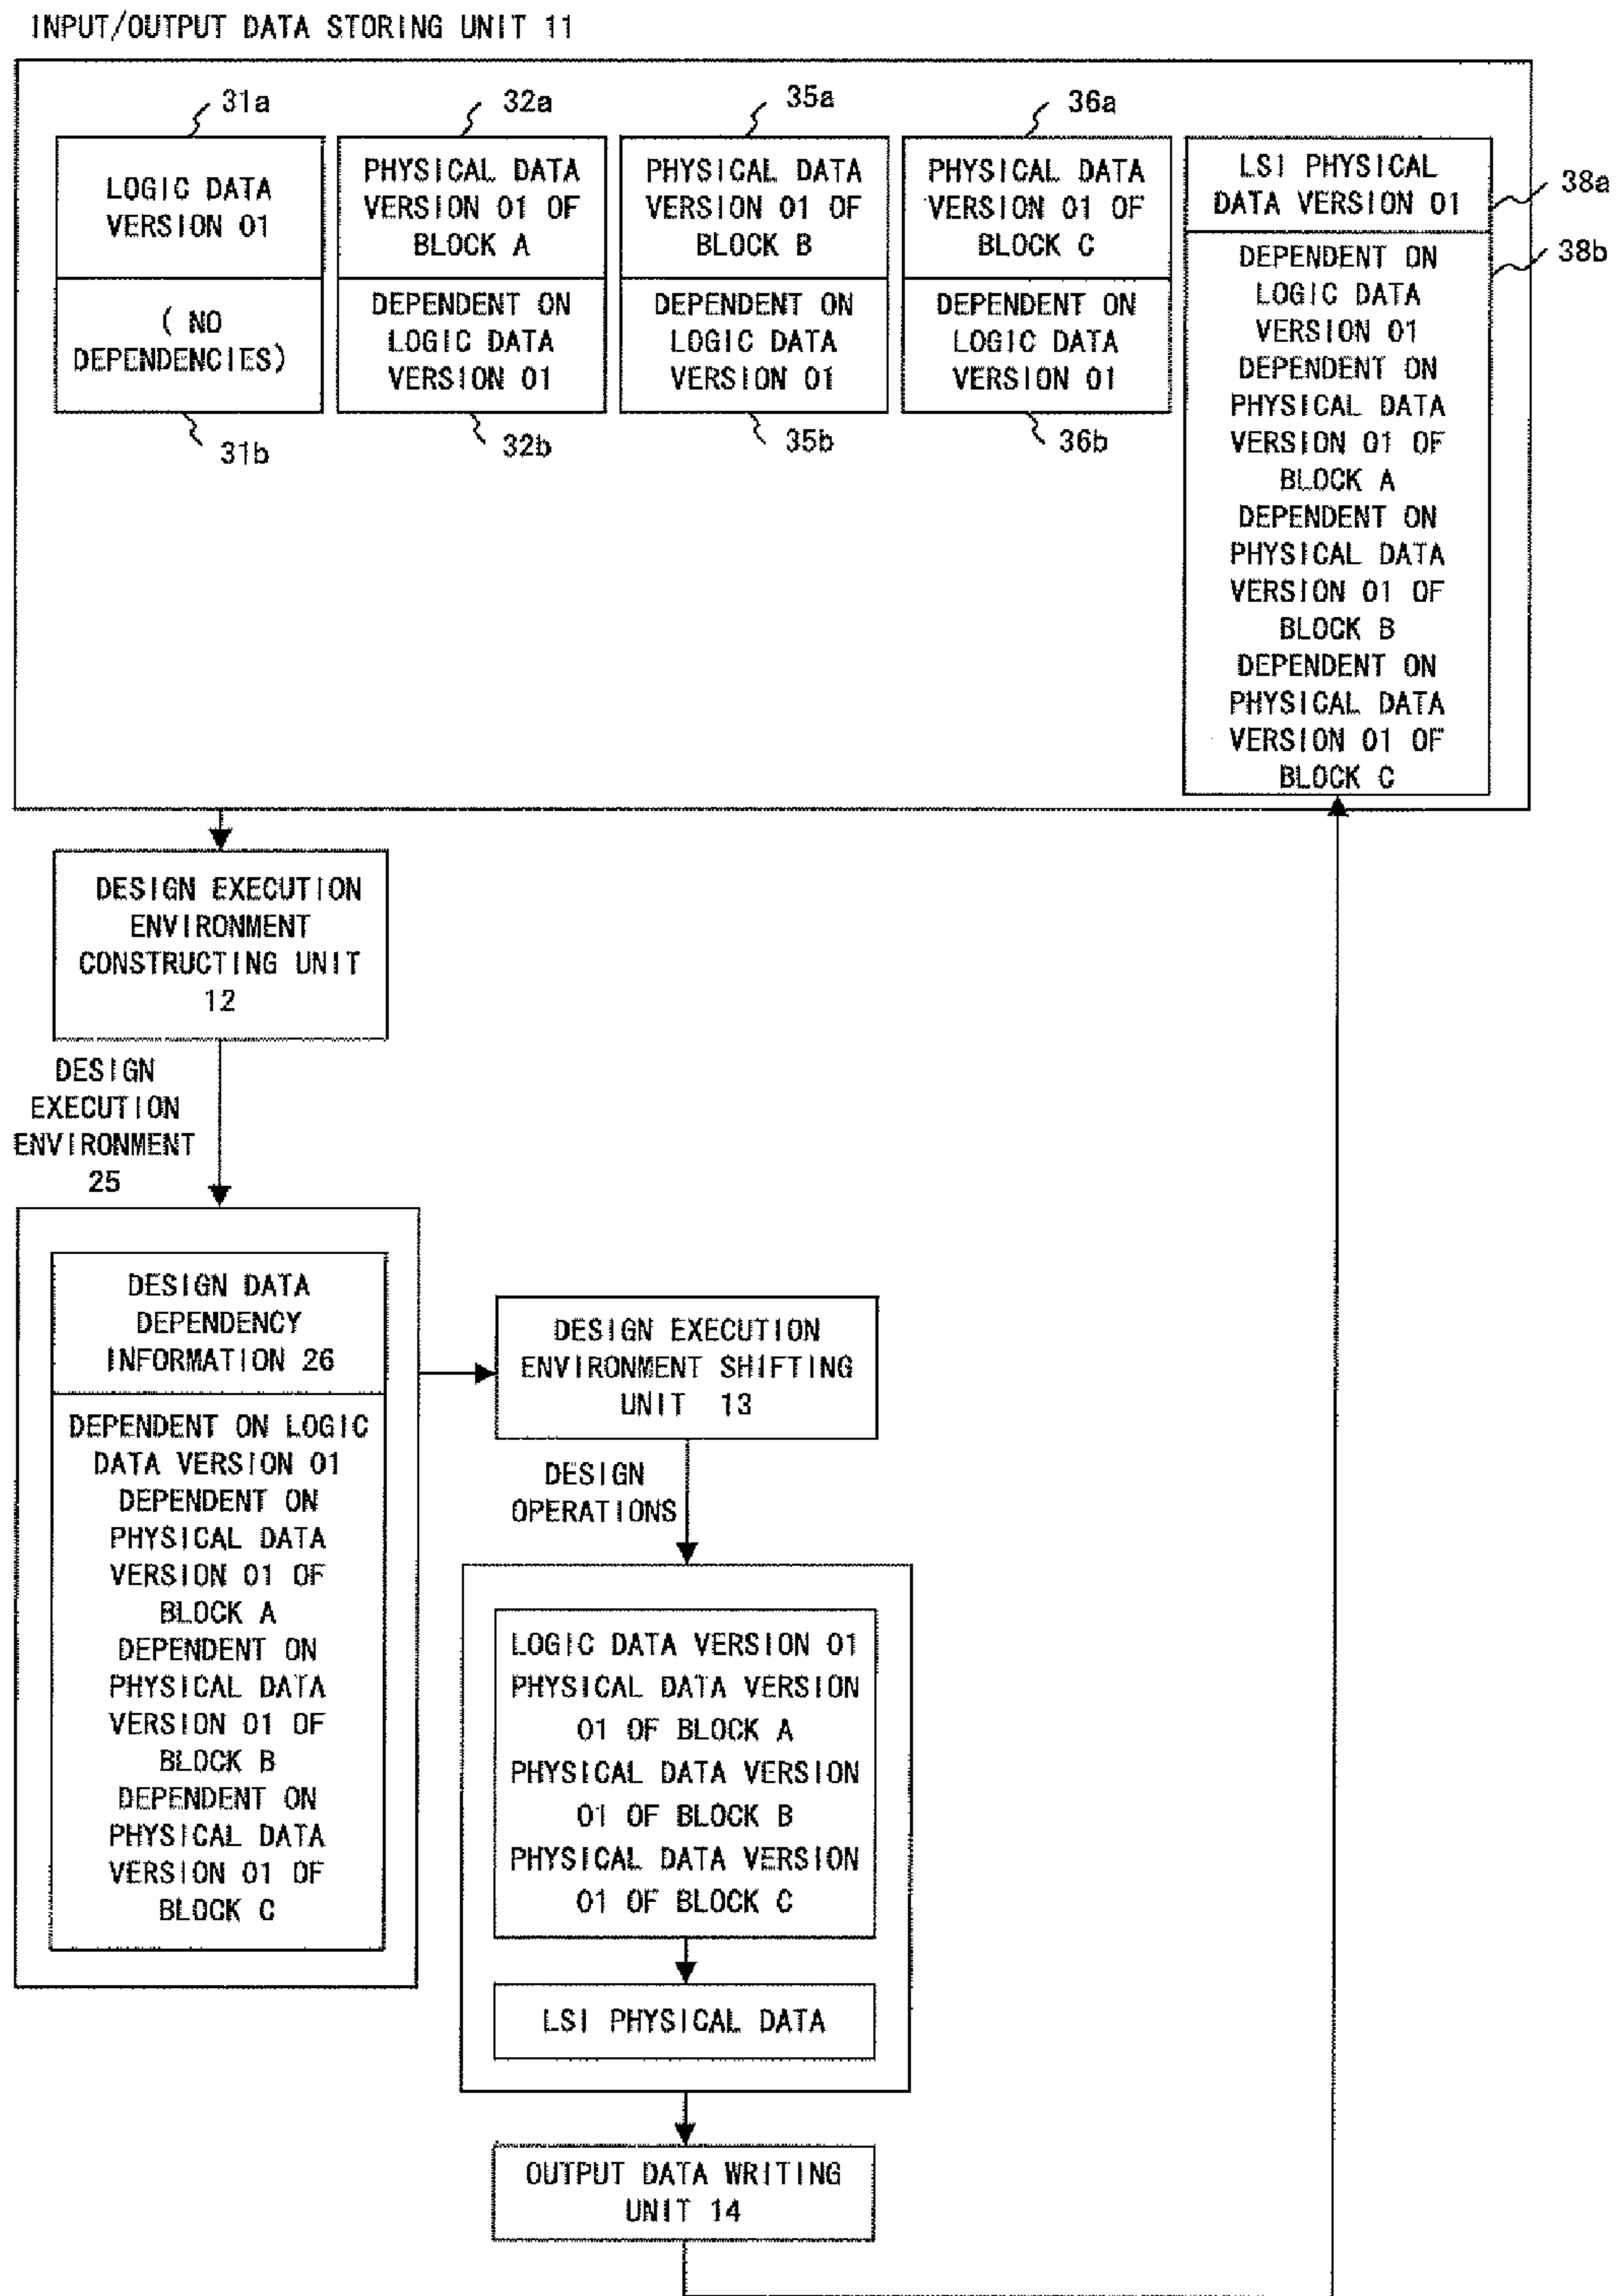 INPUT/OUTPUT DATA STORING UNIT 11
31a
32a
35a
36a
LOGIC DATA
VERSION 01
(NO
DEPENDENCIES)
31b
PHYSICAL DATA
VERSION 01 OF
BLOCK A
DEPENDENT ON
LOGIC DATA
VERSION 01
32b
PHYSICAL DATA
VERSION 01 OF
BLOCK B
DEPENDENT ON
LOGIC DATA
VERSION 01
35b
PHYSICAL DATA
VERSION 01 OF
BLOCK C
DEPENDENT ON
LOGIC DATA
VERSION 01
36b
LSI PHYSICAL
DATA VERSION 01
38a
38b
DEPENDENT ON
LOGIC DATA
VERSION 01
DEPENDENT ON
PHYSICAL DATA
VERSION 01 OF
BLOCK A
DEPENDENT ON
PHYSICAL DATA
VERSION 01 OF
BLOCK B
DEPENDENT ON
PHYSICAL DATA
VERSION 01 OF
BLOCK C
DESIGN EXECUTION
ENVIRONMENT
CONSTRUCTING UNIT
12
DESIGN
EXECUTION
ENVIRONMENT
25
DESIGN DATA
DEPENDENCY
INFORMATION 26
DEPENDENT ON LOGIC
DATA VERSION 01
DEPENDENT ON
PHYSICAL DATA
VERSION 01 OF
BLOCK A
DEPENDENT ON
PHYSICAL DATA
VERSION 01 OF
BLOCK B
DEPENDENT ON
PHYSICAL DATA
VERSION 01 OF
BLOCK C
DESIGN EXECUTION
ENVIRONMENT SHIFTING
UNIT 13
DESIGN
OPERATIONS
LOGIC DATA VERSION 01
PHYSICAL DATA VERSION
01 OF BLOCK A
PHYSICAL DATA VERSION
01 OF BLOCK B
PHYSICAL DATA VERSION
01 OF BLOCK C
LSI PHYSICAL DATA
OUTPUT DATA WRITING
UNIT 14